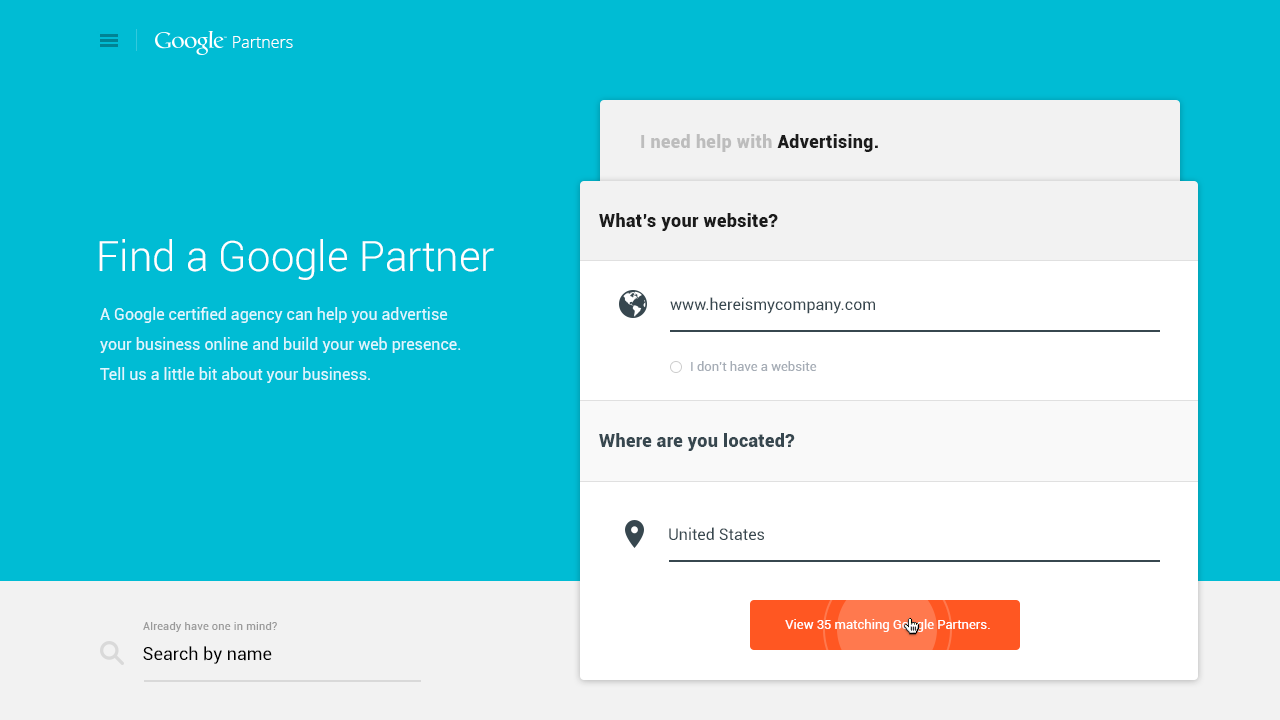 Google Partners
I need help with Advertising.
What's your website?
www.hereismycompany.com
I don't have a website
Where are you located?
United States
View 35 matching Google Partners.
Find a Google Partner
A Google certified agency can help you advertise
your business online and build your web presence.
Tell us a little bit about your business.
Already have one in mind?
Search by name